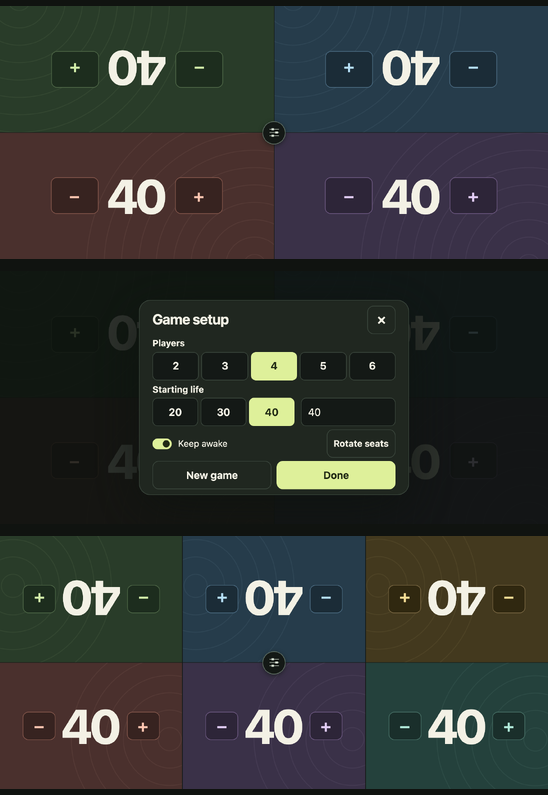 + 40 −
+ 40 −
− 40 +
− 40 +
Game setup
×
Players
2 3 4 5 6
Starting life
20 30 40 40
Keep awake
Rotate seats
New game
Done
+ 40 −
+ 40 −
+ 40 −
− 40 +
− 40 +
− 40 +